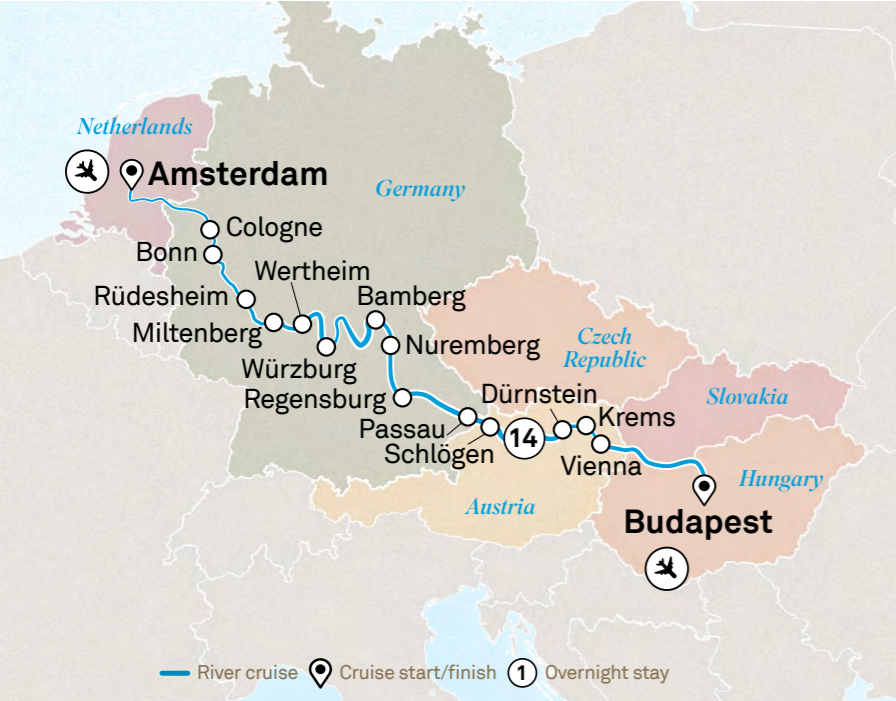 Netherlands
Amsterdam
Germany
Cologne
Bonn
Wertheim
Rüdesheim
Bamberg
Miltenberg
Nuremberg
Czech
Republic
Würzburg
Regensburg
Dürnstein
Slovakia
Passau
Krems
Schlögen
14
Vienna
Hungary
Austria
Budapest
River cruise
Cruise start/finish
1
Overnight stay